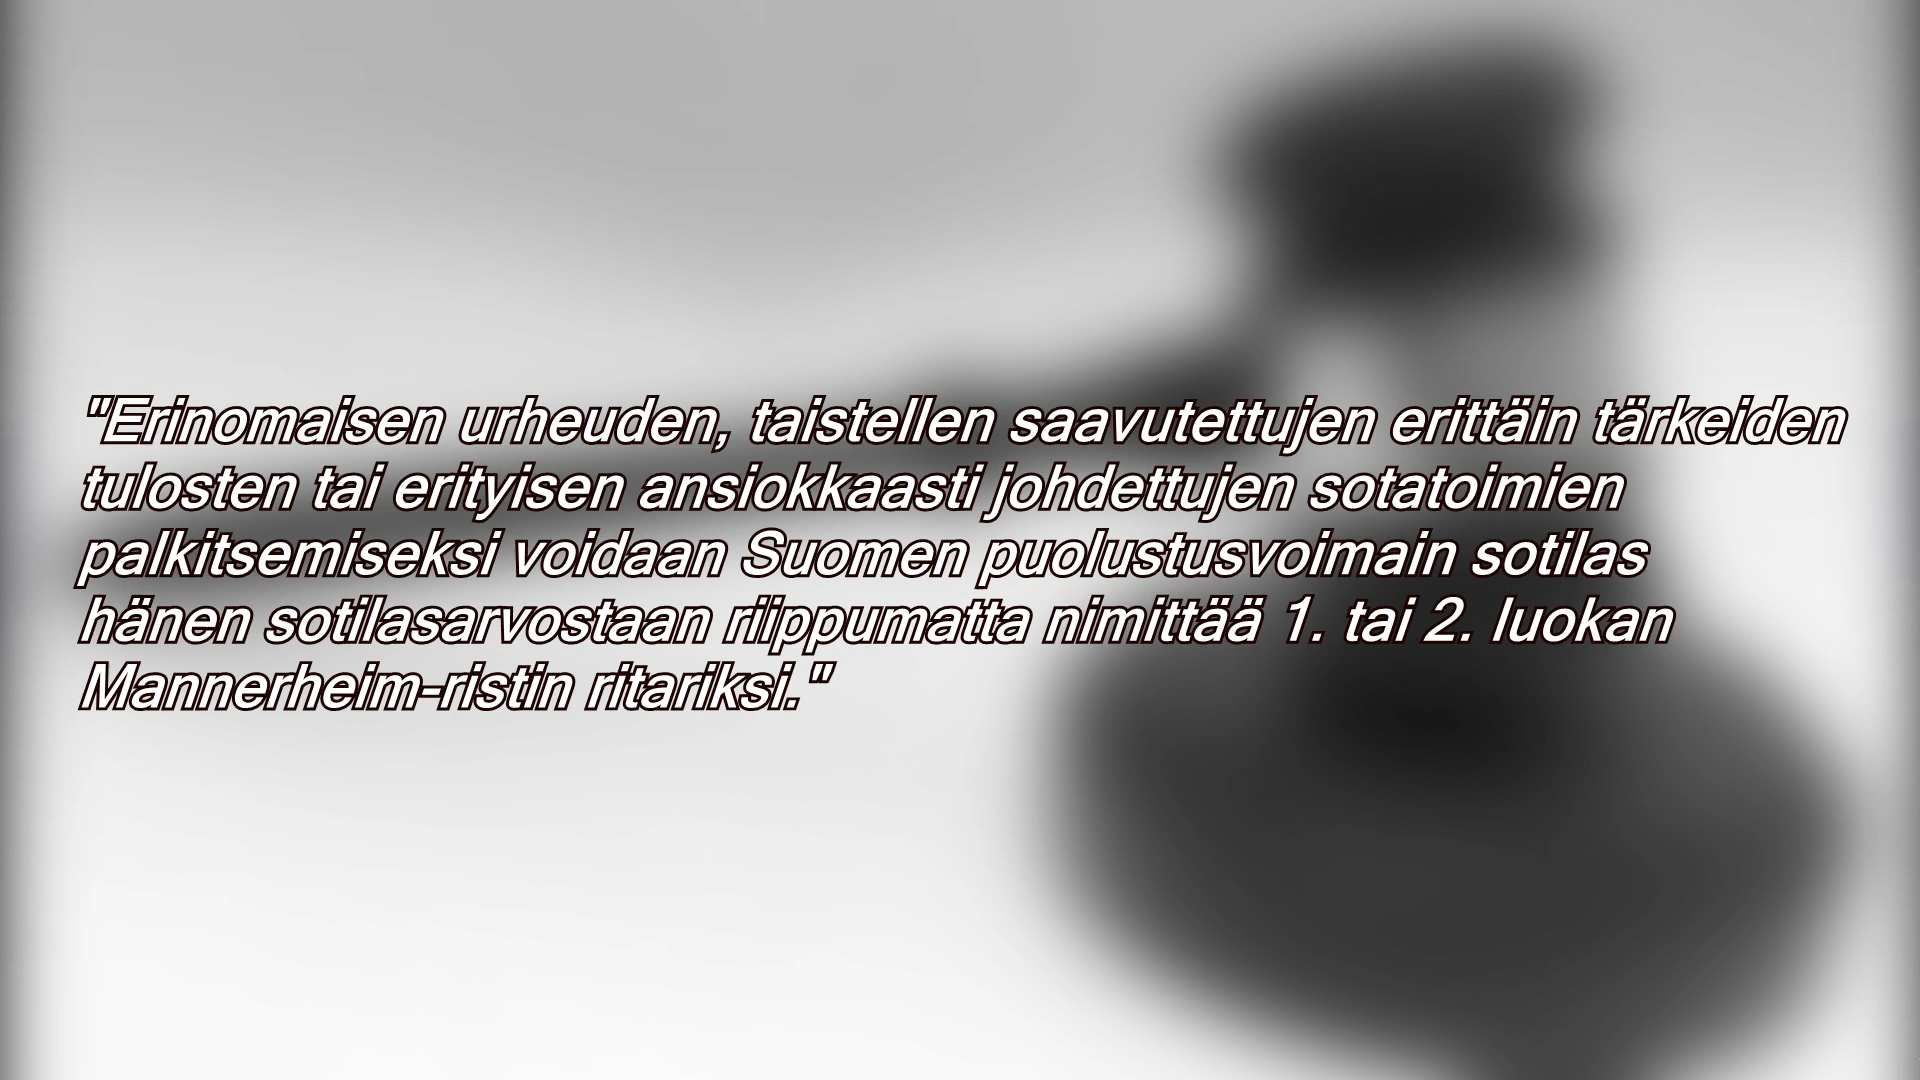 "Erinomaisen urheuden, taistellen saavutettujen erittäin tärkeiden
tulosten tai erityisen ansiokkaasti johdettujen sotatoimien
palkitsemiseksi voidaan Suomen puolustusvoimain sotilas
hänen sotilasarvostaan riippumatta nimittää 1. tai 2. luokan
Mannerheim-ristin ritariksi."